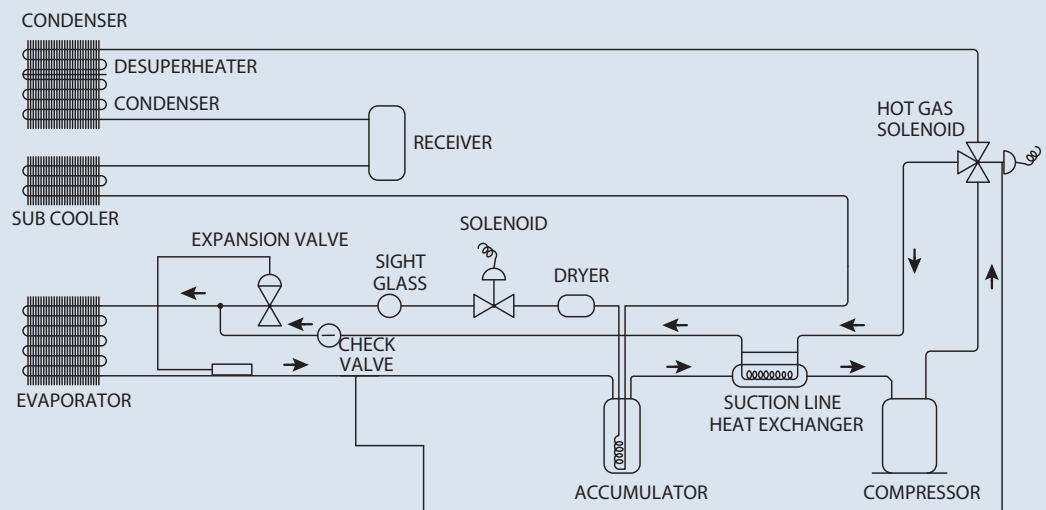 CONDENSER
DESUPERHEATER
CONDENSER
RECEIVER
HOT GAS
SOLENOID
SUB COOLER
EXPANSION VALVE
SIGHT
GLASS
SOLENOID
DRYER
CHECK
VALVE
EVAPORATOR
SUCTION LINE
HEAT EXCHANGER
ACCUMULATOR
COMPRESSOR